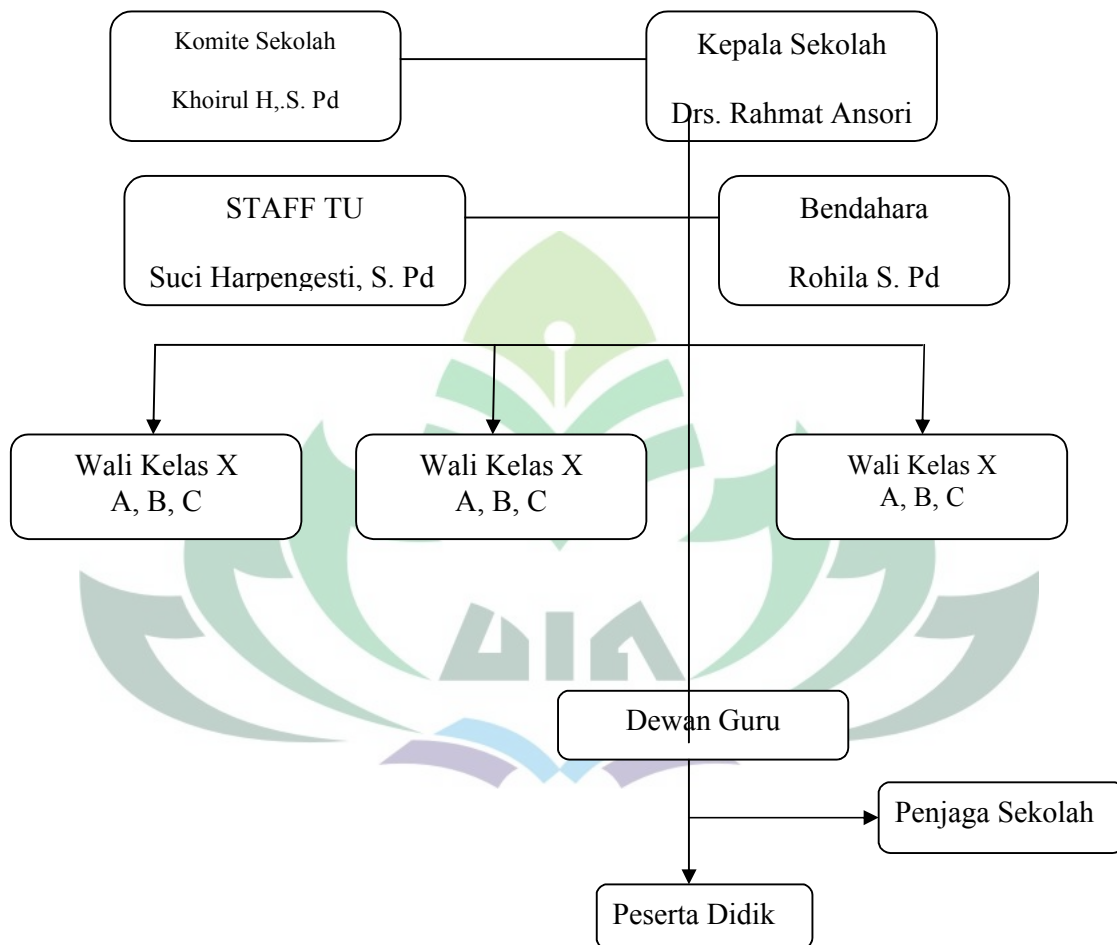 Komite Sekolah
Khoirul H,.S. Pd
Kepala Sekolah
Drs. Rahmat Ansori
STAFF TU
Suci Harpengesti, S. Pd
Bendahara
Rohila S. Pd
Wali Kelas X
A, B, C
Wali Kelas X
A, B, C
Wali Kelas X
A, B, C
UIN
Dewan Guru
Penjaga Sekolah
Peserta Didik